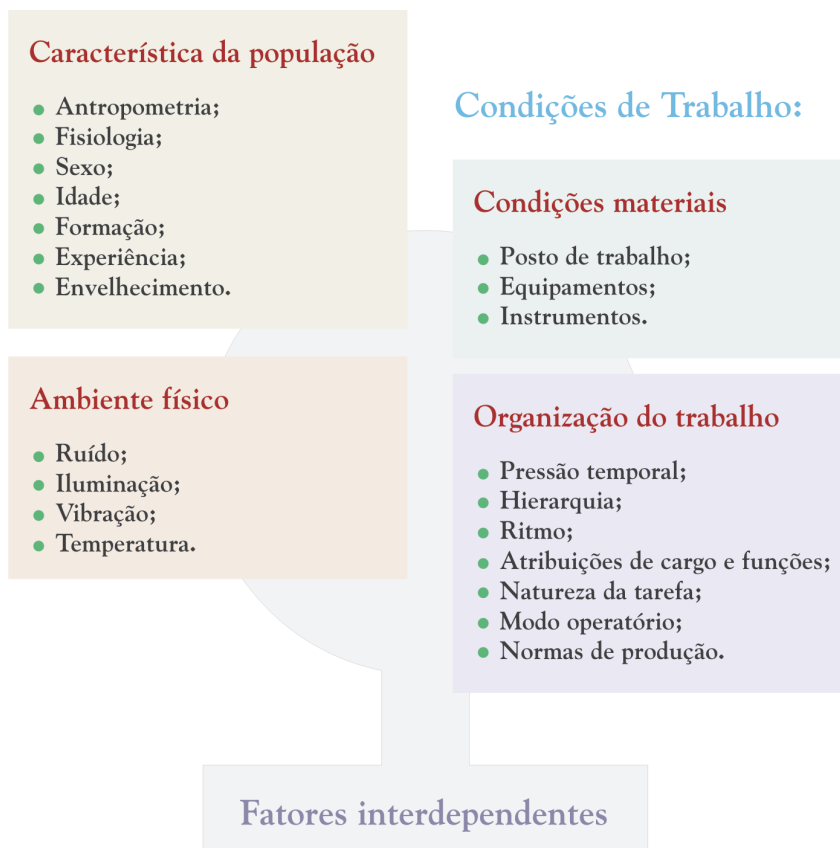 Característica da população
Antropometria;
Fisiologia;
Sexo;
Idade;
Formação;
Experiência;
Envelhecimento.
Ambiente físico
Ruído;
Iluminação;
Vibração;
Temperatura.
Condições de Trabalho:
Condições materiais
Posto de trabalho;
Equipamentos;
Instrumentos.
Organização do trabalho
Pressão temporal;
Hierarquia;
Ritmo;
Atribuições de cargo e funções;
Natureza da tarefa;
Modo operatório;
Normas de produção.
Fatores interdependentes